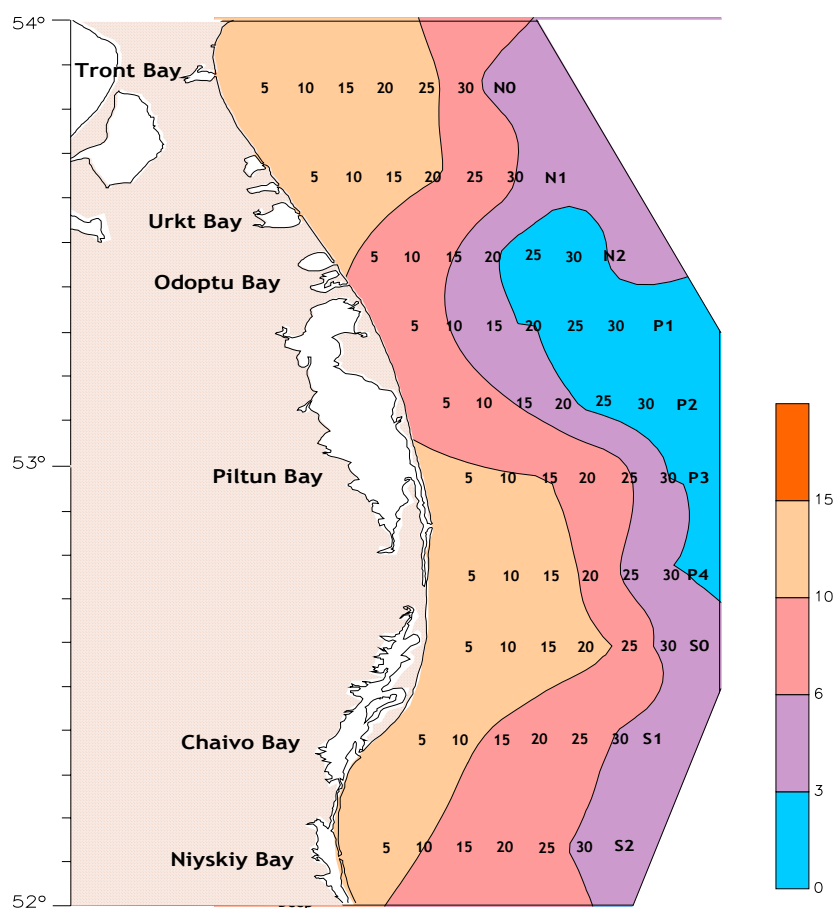 54°
Tront Bay
5 10 15 20 25 30 N0
5 10 15 20 25 30 N1
Urkt Bay
5 10 15 20 25 30 N2
Odoptu Bay
5 10 15 20 25 30 P1
5 10 15 20 25 30 P2
53°
Piltun Bay
5 10 15 20 25 30 P3
15
5 10 15 20 25 30 P4
10
5 10 15 20 25 30 S0
6
Chaivo Bay
5 10 15 20 25 30 S1
3
Niyskiy Bay
5 10 15 20 25 30 S2
0
52°